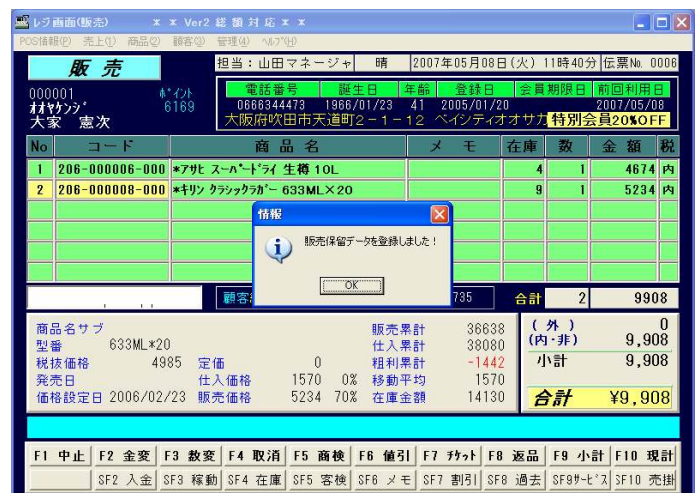 レジ画面(販売) x x Ver2 総 額 対 応 x x
POS情報(P) 売上(1) 商品(2) 顧客(3) 管理(4) ヘルプ(H)
販 売 担当:山田マネージャ 晴 2007年05月08日(火) 11時40分 伝票No. 0006
000001 ポイント 電話番号 誕生日 年齢 登録日 会員期限日 前回利用日
オオヤケンジ 6169 0666344473 1966/01/23 41 2005/01/20 2007/05/08
大家 憲次 大阪府吹田市天道町2-1-12 ベイシティオオサカ 特別会員20%OFF
No コード 商 品 名 メ モ 在庫 数 金 額 税
1 206-000006-000 *アサヒ スーパードライ 生樽 10L 4 1 4674 内
2 206-000008-000 *キリン クラシックラガー 633ML×20 9 1 5234 内
情報
販売保留データを登録しました!
OK
顧客 735 合計 2 9908
商品名サブ 販売累計 36638 ( 外 ) 0
型番 633ML*20 仕入累計 38080 (内・非) 9,908
税抜価格 4985 定価 0 粗利累計 -1442 小計 9,908
発売日 仕入価格 1570 0% 移動平均 1570
価格設定日 2006/02/23 販売価格 5234 70% 在庫金額 14130 合計 ¥9,908
F1 中止 F2 金変 F3 数変 F4 取消 F5 商検 F6 値引 F7 チケット F8 返品 F9 小計 F10 現計
SF2 入金 SF3 稼動 SF4 在庫 SF5 客検 SF6 メモ SF7 割引 SF8 過去 SF9サービス SF10 売掛